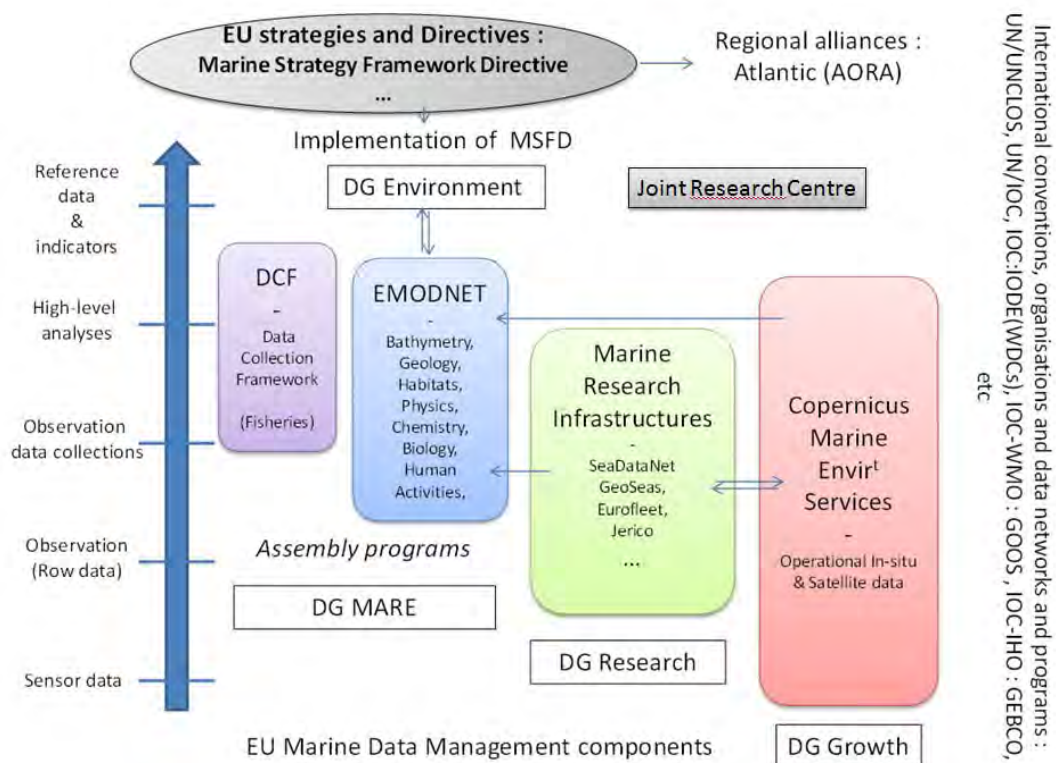 EU strategies and Directives :
Marine Strategy Framework Directive
...
Regional alliances :
Atlantic (AORA)
Implementation of MSFD
DG Environment
Joint Research Centre
Reference
data
&
indicators
High-level
analyses
Observation
data collections
Observation
(Row data)
Sensor data
DCF
-
Data
Collection
Framework
(Fisheries)
EMODNET
-
Bathymetry,
Geology,
Habitats,
Physics,
Chemistry,
Biology,
Human
Activities,
Marine
Research
Infrastructures
-
SeaDataNet
GeoSeas,
Eurofleet,
Jerico
...
Copernicus
Marine
Envirᵗ
Services
-
Operational In-situ
& Satellite data
Assembly programs
DG MARE
DG Research
DG Growth
EU Marine Data Management components
International conventions, organisations and data networks and programs :
UN/UNCLOS, UN/IOC, IOC:IODE(WDCs), IOC-WMO : GOOS , IOC-IHO : GEBCO,
etc